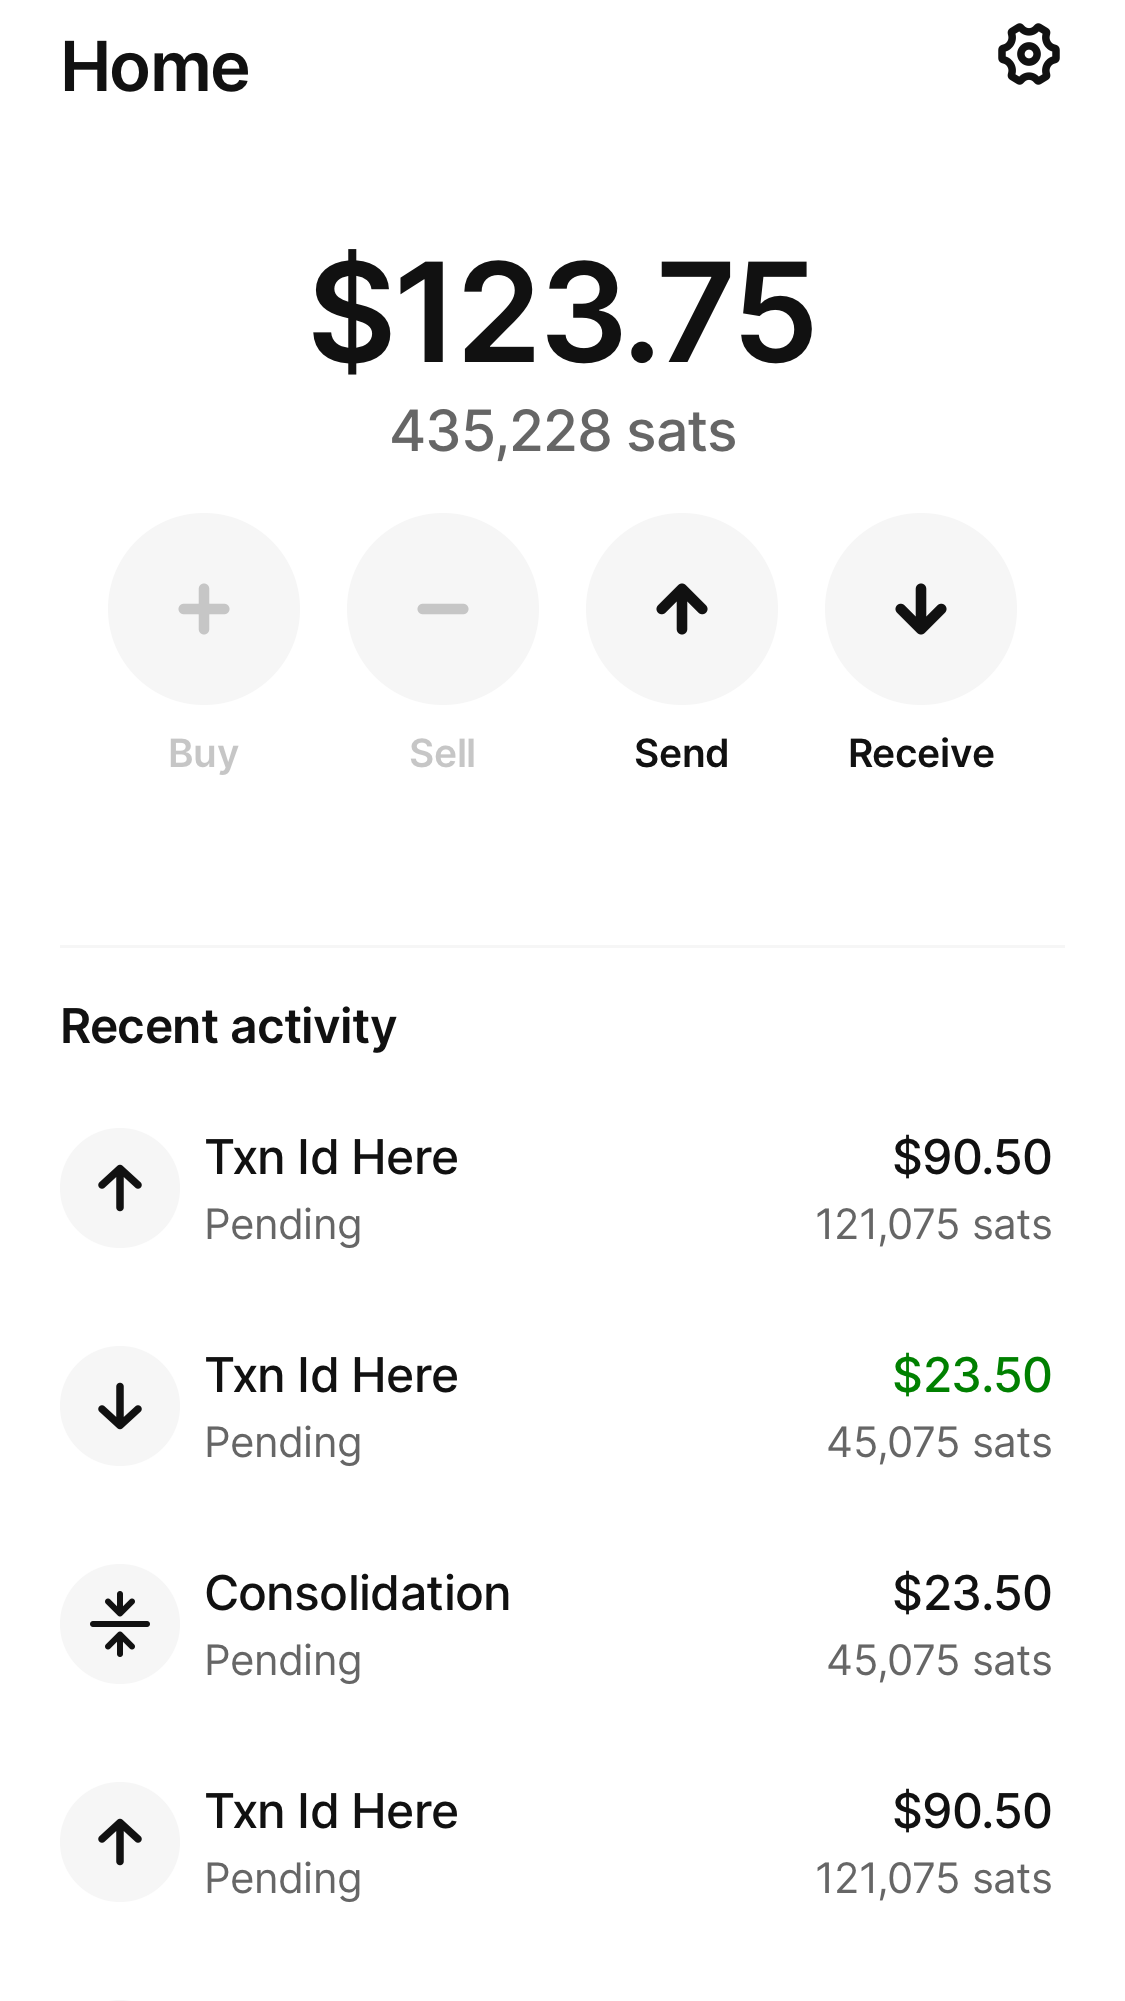 Home
$123.75
435,228 sats
Buy Sell Send Receive
Recent activity
Txn Id Here $90.50
Pending 121,075 sats
Txn Id Here $23.50
Pending 45,075 sats
Consolidation $23.50
Pending 45,075 sats
Txn Id Here $90.50
Pending 121,075 sats